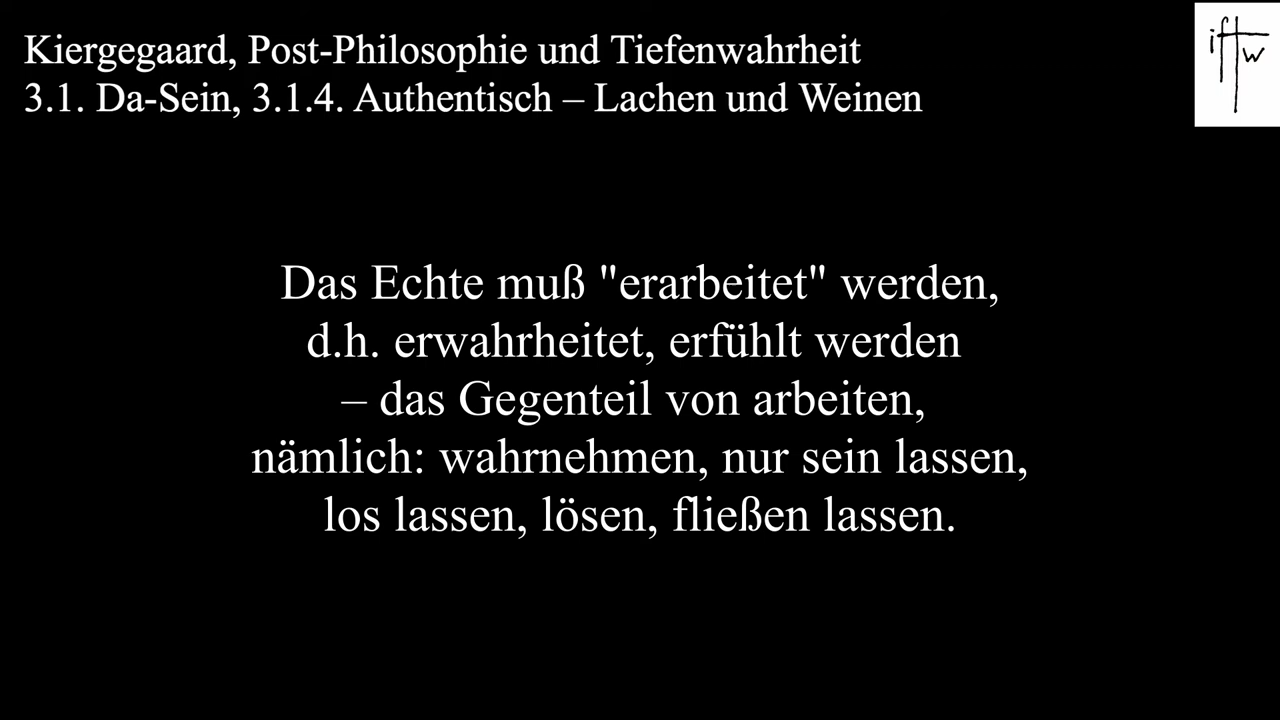 Kiergegaard, Post-Philosophie und Tiefenwahrheit
3.1. Da-Sein, 3.1.4. Authentisch – Lachen und Weinen
iftw
Das Echte muß "erarbeitet" werden,
d.h. erwahrheitet, erfühlt werden
– das Gegenteil von arbeiten,
nämlich: wahrnehmen, nur sein lassen,
los lassen, lösen, fließen lassen.